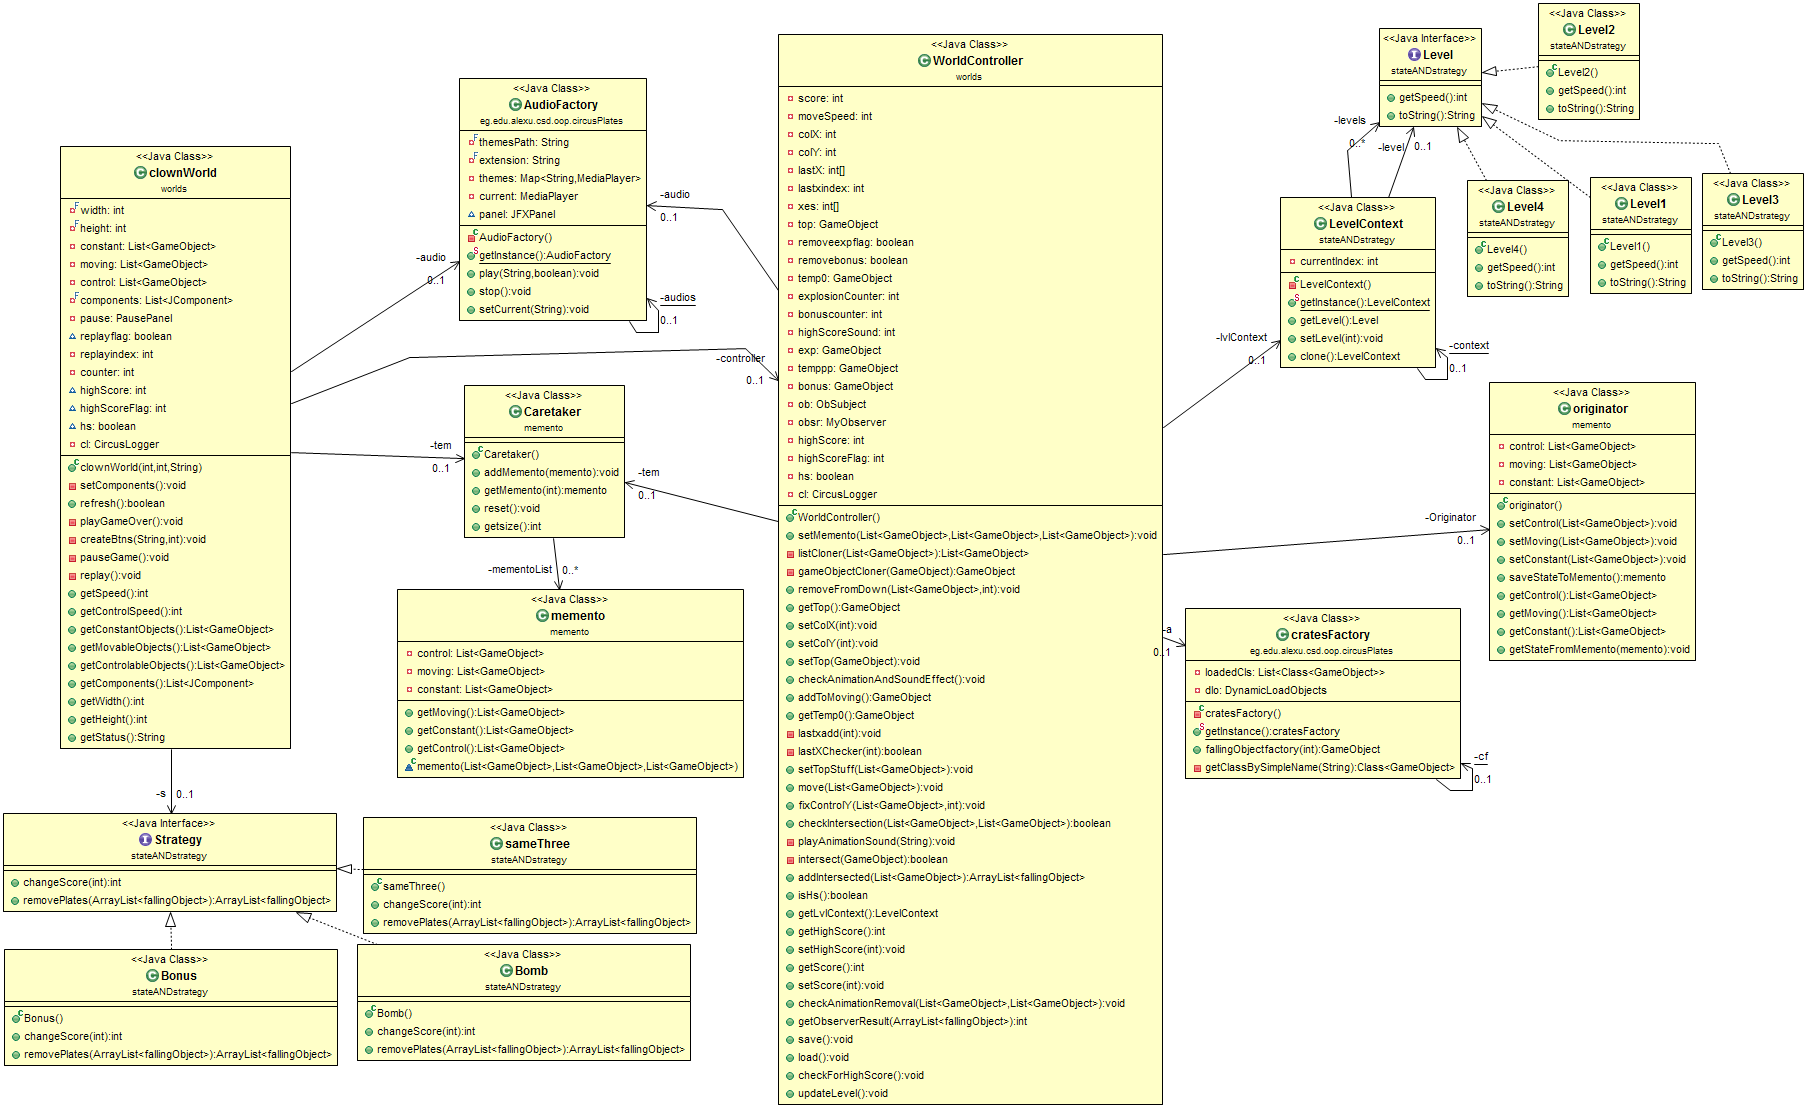 <<Java Class>>
clownWorld
worlds
width: int
height: int
constant: List<GameObject>
moving: List<GameObject>
control: List<GameObject>
components: List<JComponent>
pause: PausePanel
replayflag: boolean
replayindex: int
counter: int
highScore: int
highScoreFlag: int
hs: boolean
cl: CircusLogger
clownWorld(int,int,String)
setComponents():void
refresh():boolean
playGameOver():void
createBtns(String,int):void
pauseGame():void
replay():void
getSpeed():int
getControlSpeed():int
getConstantObjects():List<GameObject>
getMovableObjects():List<GameObject>
getControlableObjects():List<GameObject>
getComponents():List<JComponent>
getWidth():int
getHeight():int
getStatus():String
-audio
0..1
-controller
0..1
-tem
0..1
-s
0..1
<<Java Class>>
AudioFactory
eg.edu.alexu.csd.oop.circusPlates
themesPath: String
extension: String
themes: Map<String,MediaPlayer>
current: MediaPlayer
panel: JFXPanel
AudioFactory()
getInstance():AudioFactory
play(String,boolean):void
stop():void
setCurrent(String):void
-audios
0..1
-audio
0..1
<<Java Class>>
Caretaker
memento
Caretaker()
addMemento(memento):void
getMemento(int):memento
reset():void
getsize():int
-tem
0..1
-mementoList
0..*
<<Java Class>>
memento
memento
control: List<GameObject>
moving: List<GameObject>
constant: List<GameObject>
getMoving():List<GameObject>
getConstant():List<GameObject>
getControl():List<GameObject>
memento(List<GameObject>,List<GameObject>,List<GameObject>)
<<Java Interface>>
Strategy
stateANDstrategy
changeScore(int):int
removePlates(ArrayList<fallingObject>):ArrayList<fallingObject>
<<Java Class>>
sameThree
stateANDstrategy
sameThree()
changeScore(int):int
removePlates(ArrayList<fallingObject>):ArrayList<fallingObject>
<<Java Class>>
Bonus
stateANDstrategy
Bonus()
changeScore(int):int
removePlates(ArrayList<fallingObject>):ArrayList<fallingObject>
<<Java Class>>
Bomb
stateANDstrategy
Bomb()
changeScore(int):int
removePlates(ArrayList<fallingObject>):ArrayList<fallingObject>
<<Java Class>>
WorldController
worlds
score: int
moveSpeed: int
colX: int
colY: int
lastX: int[]
lastxindex: int
xes: int[]
top: GameObject
removeexpflag: boolean
removebonus: boolean
temp0: GameObject
explosionCounter: int
bonuscounter: int
highScoreSound: int
exp: GameObject
temppp: GameObject
bonus: GameObject
ob: ObSubject
obsr: MyObserver
highScore: int
highScoreFlag: int
hs: boolean
cl: CircusLogger
WorldController()
setMemento(List<GameObject>,List<GameObject>,List<GameObject>):void
listCloner(List<GameObject>):List<GameObject>
gameObjectCloner(GameObject):GameObject
removeFromDown(List<GameObject>,int):void
getTop():GameObject
setColX(int):void
setColY(int):void
setTop(GameObject):void
checkAnimationAndSoundEffect():void
addToMoving():GameObject
getTemp0():GameObject
lastxadd(int):void
lastXChecker(int):boolean
setTopStuff(List<GameObject>):void
move(List<GameObject>):void
fixControlY(List<GameObject>,int):void
checkIntersection(List<GameObject>,List<GameObject>):boolean
playAnimationSound(String):void
intersect(GameObject):boolean
addIntersected(List<GameObject>):ArrayList<fallingObject>
isHs():boolean
getLvlContext():LevelContext
getHighScore():int
setHighScore(int):void
getScore():int
setScore(int):void
checkAnimationRemoval(List<GameObject>,List<GameObject>):void
getObserverResult(ArrayList<fallingObject>):int
save():void
load():void
checkForHighScore():void
updateLevel():void
-lvlContext
0..1
-Originator
0..1
-a
0..1
<<Java Interface>>
Level
stateANDstrategy
getSpeed():int
toString():String
-levels
0..*
-level
0..1
<<Java Class>>
Level2
stateANDstrategy
Level2()
getSpeed():int
toString():String
<<Java Class>>
Level4
stateANDstrategy
Level4()
getSpeed():int
toString():String
<<Java Class>>
Level1
stateANDstrategy
Level1()
getSpeed():int
toString():String
<<Java Class>>
Level3
stateANDstrategy
Level3()
getSpeed():int
toString():String
<<Java Class>>
LevelContext
stateANDstrategy
currentIndex: int
LevelContext()
getInstance():LevelContext
getLevel():Level
setLevel(int):void
clone():LevelContext
-context
0..1
<<Java Class>>
originator
memento
control: List<GameObject>
moving: List<GameObject>
constant: List<GameObject>
originator()
setControl(List<GameObject>):void
setMoving(List<GameObject>):void
setConstant(List<GameObject>):void
saveStateToMemento():memento
getControl():List<GameObject>
getMoving():List<GameObject>
getConstant():List<GameObject>
getStateFromMemento(memento):void
<<Java Class>>
cratesFactory
eg.edu.alexu.csd.oop.circusPlates
loadedCls: List<Class<GameObject>>
dlo: DynamicLoadObjects
cratesFactory()
getInstance():cratesFactory
fallingObjectfactory(int):GameObject
getClassBySimpleName(String):Class<GameObject>
-cf
0..1